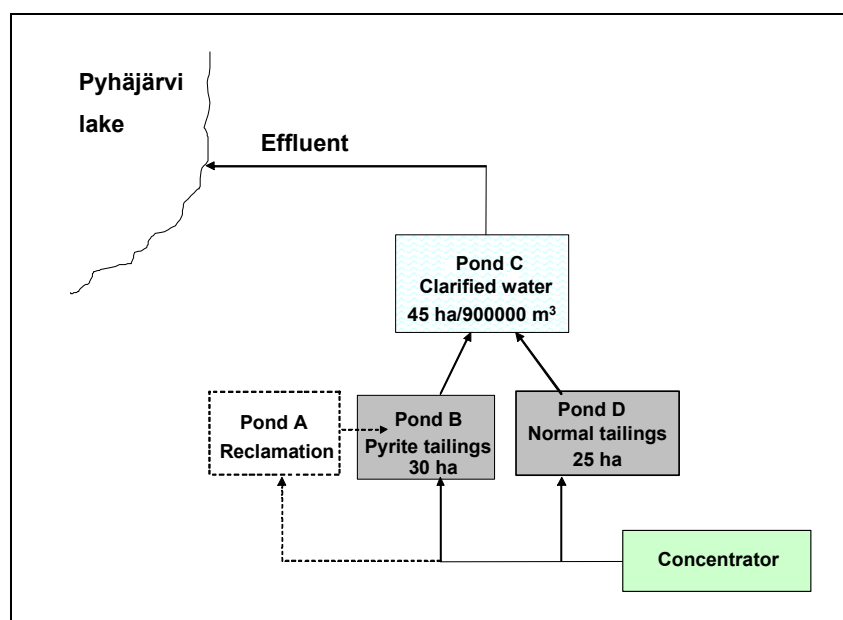 Pyhäjärvi
lake
Effluent
Pond C
Clarified water
45 ha/900000 m³
Pond A
Reclamation
Pond B
Pyrite tailings
30 ha
Pond D
Normal tailings
25 ha
Concentrator